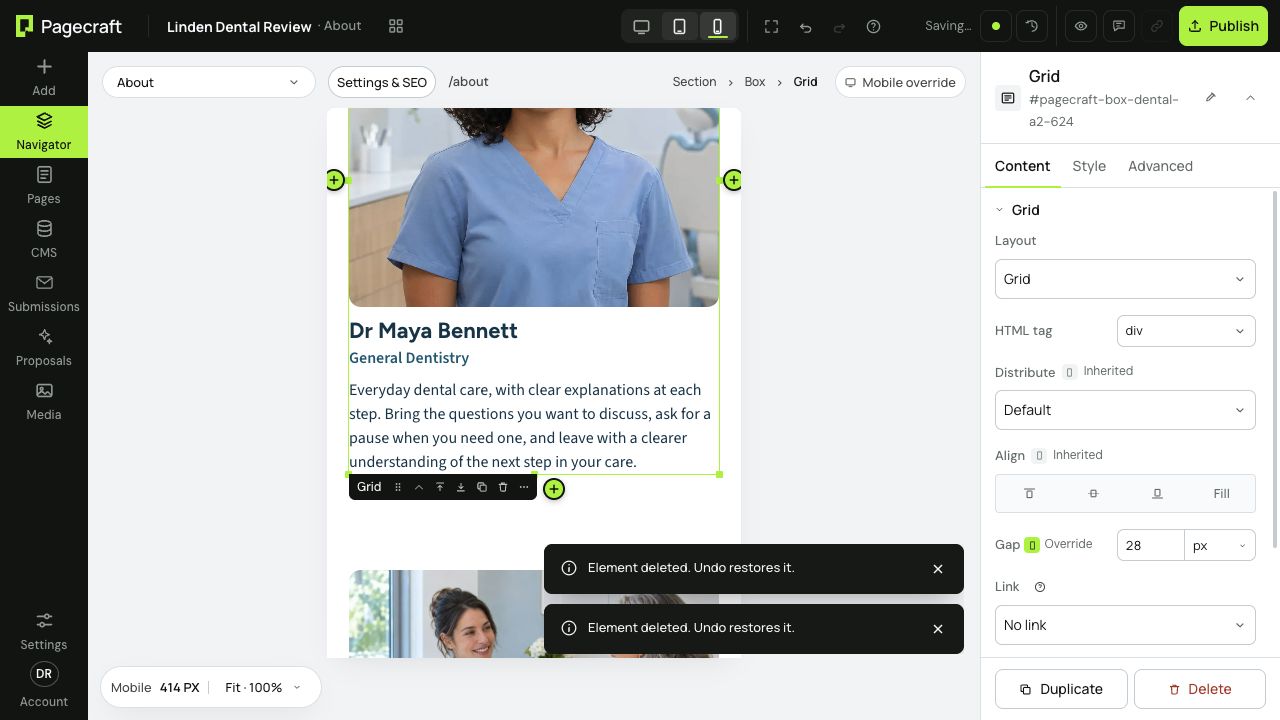 Pagecraft
Linden Dental Review · About
Saving...
Publish
Add
Navigator
Pages
CMS
Submissions
Proposals
Media
Settings
DR
Account
About
Settings & SEO
/about
Section › Box › Grid
Mobile override
Dr Maya Bennett
General Dentistry
Everyday dental care, with clear explanations at each
step. Bring the questions you want to discuss, ask for a
pause when you need one, and leave with a clearer
understanding of the next step in your care.
Grid
Element deleted. Undo restores it.
Element deleted. Undo restores it.
Mobile 414 PX
Fit · 100%
Grid
#pagecraft-box-dental-
a2-624
Content
Style
Advanced
Grid
Layout
Grid
HTML tag
div
Distribute
Inherited
Default
Align
Inherited
Fill
Gap
Override
28
px
Link
No link
Duplicate
Delete